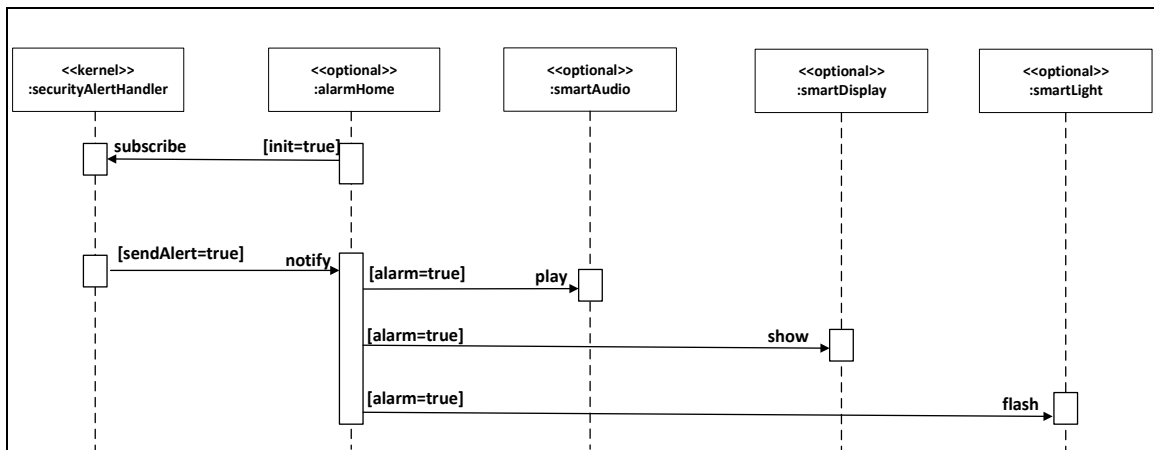 <<kernel>>
:securityAlertHandler
<<optional>>
:alarmHome
<<optional>>
:smartAudio
<<optional>>
:smartDisplay
<<optional>>
:smartLight
subscribe [init=true]
[sendAlert=true] notify
[alarm=true] play
[alarm=true] show
[alarm=true] flash